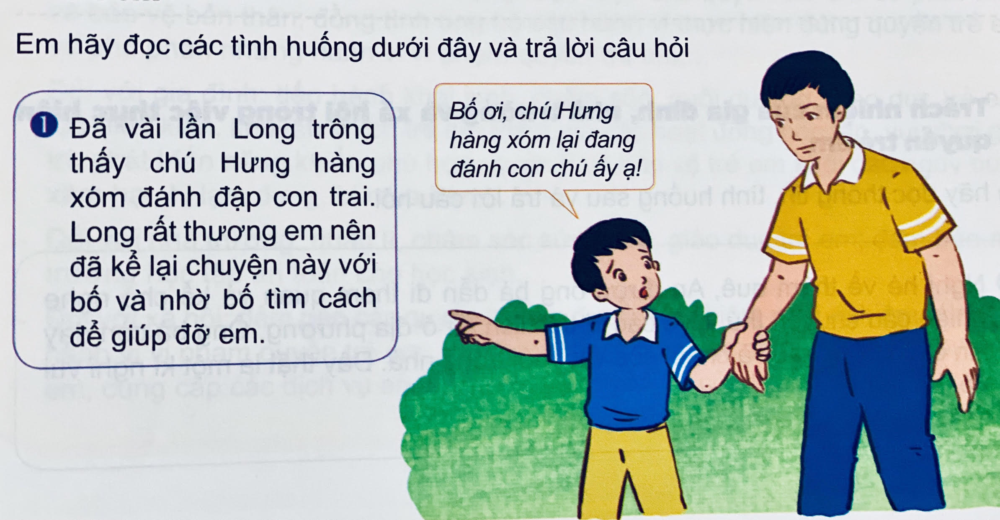 Em hãy đọc các tình huống dưới đây và trả lời câu hỏi
1 Đã vài lần Long trông
thấy chú Hưng hàng
xóm đánh đập con trai.
Long rất thương em nên
đã kể lại chuyện này với
bố và nhờ bố tìm cách
để giúp đỡ em.
Bố ơi, chú Hưng
hàng xóm lại đang
đánh con chú ấy ạ!